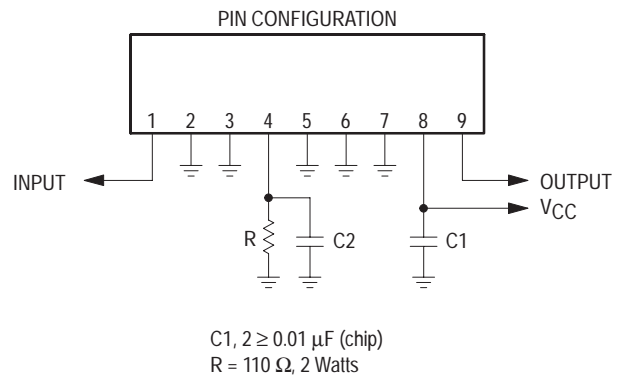 PIN CONFIGURATION
1 2 3 4 5 6 7 8 9
INPUT
OUTPUT
VCC
R
C2
C1
C1, 2 ≥ 0.01 μF (chip)
R = 110 Ω, 2 Watts